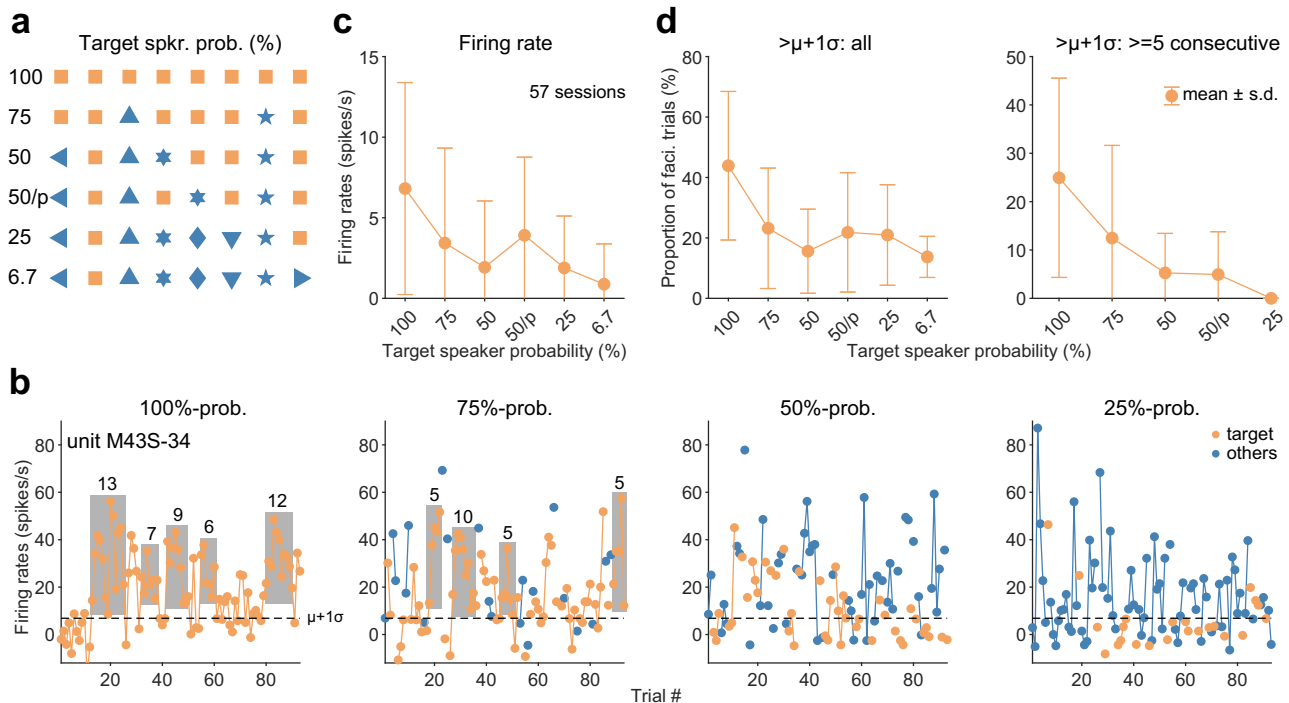 a
Target spkr. prob. (%)
100
75
50
50/p
25
6.7
c
Firing rate
57 sessions
Firing rates (spikes/s)
15
10
5
0
100
75
50
50/p
25
6.7
Target speaker probability (%)
d
>μ+1σ: all
Proportion of faci. trials (%)
80
60
40
20
0
100
75
50
50/p
25
6.7
>μ+1σ: >=5 consecutive
mean ± s.d.
50
40
30
20
10
0
100
75
50
50/p
25
Target speaker probability (%)
b
100%-prob.
unit M43S-34
Firing rates (spikes/s)
80
60
40
20
0
13
7
9
6
12
μ+1σ
20
40
60
80
75%-prob.
80
60
40
20
0
5
10
5
5
20
40
60
80
50%-prob.
80
60
40
20
0
20
40
60
80
25%-prob.
target
others
80
60
40
20
0
20
40
60
80
Trial #